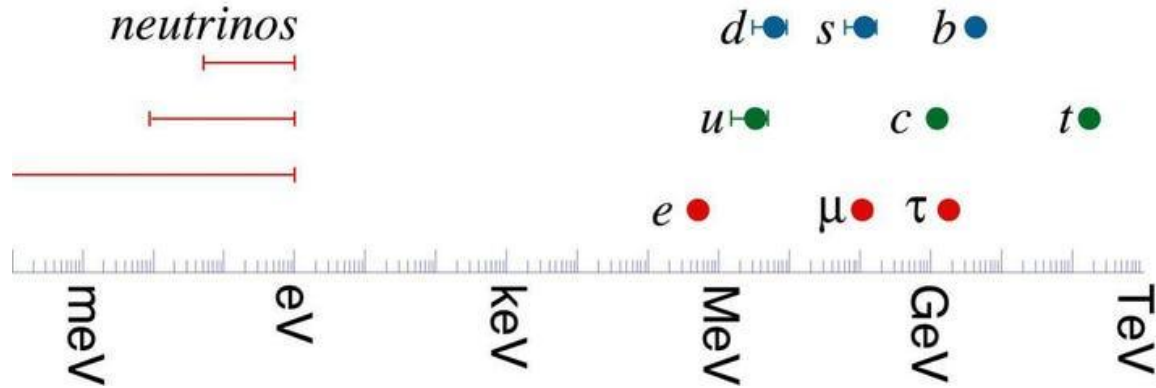 neutrinos d s b
u c t
e μ τ
meV eV keV MeV GeV TeV